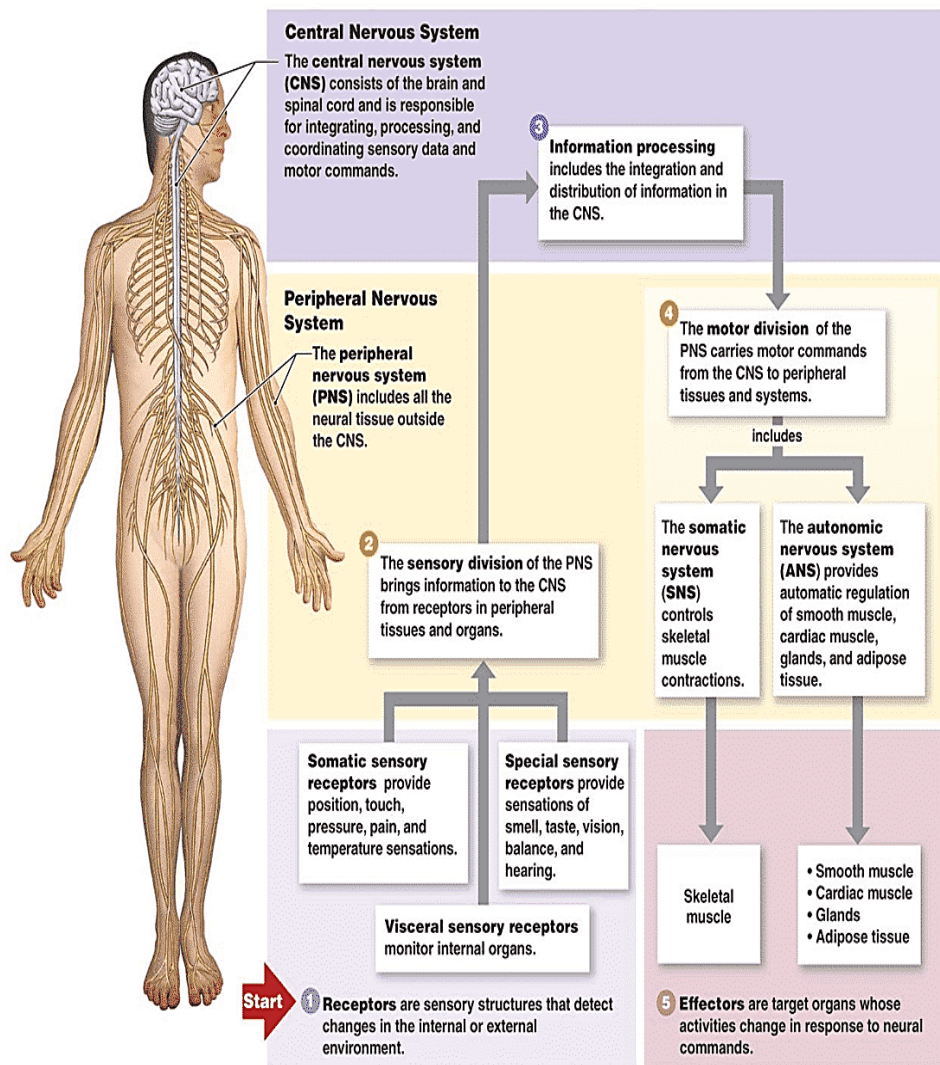 Central Nervous System
The central nervous system
(CNS) consists of the brain and
spinal cord and is responsible
for integrating, processing, and
coordinating sensory data and
motor commands.
3
Information processing
includes the integration and
distribution of information in
the CNS.
Peripheral Nervous
System
The peripheral
nervous system
(PNS) includes all the
neural tissue outside
the CNS.
4
The motor division of the
PNS carries motor commands
from the CNS to peripheral
tissues and systems.
includes
2
The sensory division of the PNS
brings information to the CNS
from receptors in peripheral
tissues and organs.
The somatic
nervous
system
(SNS)
controls
skeletal
muscle
contractions.
The autonomic
nervous system
(ANS) provides
automatic regulation
of smooth muscle,
cardiac muscle,
glands, and adipose
tissue.
Somatic sensory
receptors provide
position, touch,
pressure, pain, and
temperature sensations.
Special sensory
receptors provide
sensations of
smell, taste, vision,
balance, and
hearing.
Visceral sensory receptors
monitor internal organs.
Skeletal
muscle
• Smooth muscle
• Cardiac muscle
• Glands
• Adipose tissue
Start
1 Receptors are sensory structures that detect
changes in the internal or external
environment.
5 Effectors are target organs whose
activities change in response to neural
commands.